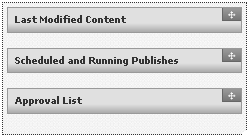 Last Modified Content
Scheduled and Running Publishes
Approval List